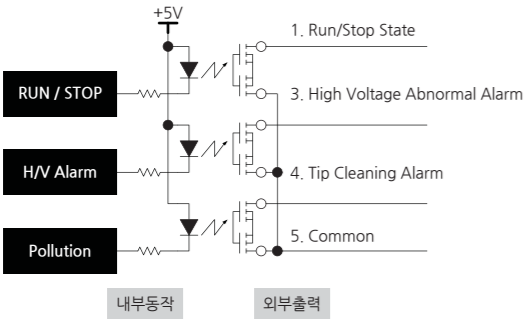 +5V
1. Run/Stop State
RUN / STOP
3. High Voltage Abnormal Alarm
H/V Alarm
4. Tip Cleaning Alarm
Pollution
5. Common
내부동작
외부출력